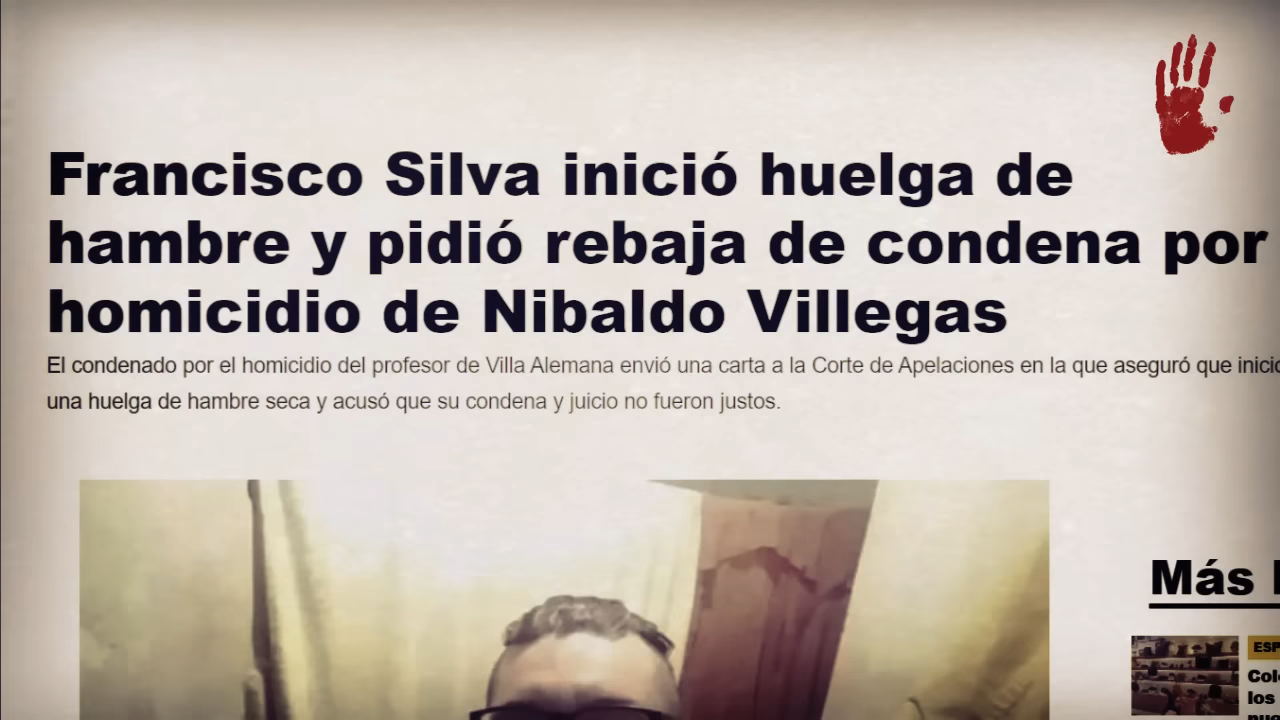 Francisco Silva inició huelga de
hambre y pidió rebaja de condena por
homicidio de Nibaldo Villegas
El condenado por el homicidio del profesor de Villa Alemana envió una carta a la Corte de Apelaciones en la que aseguró que
una huelga de hambre seca y acusó que su condena y juicio no fueron justos.
Más
los